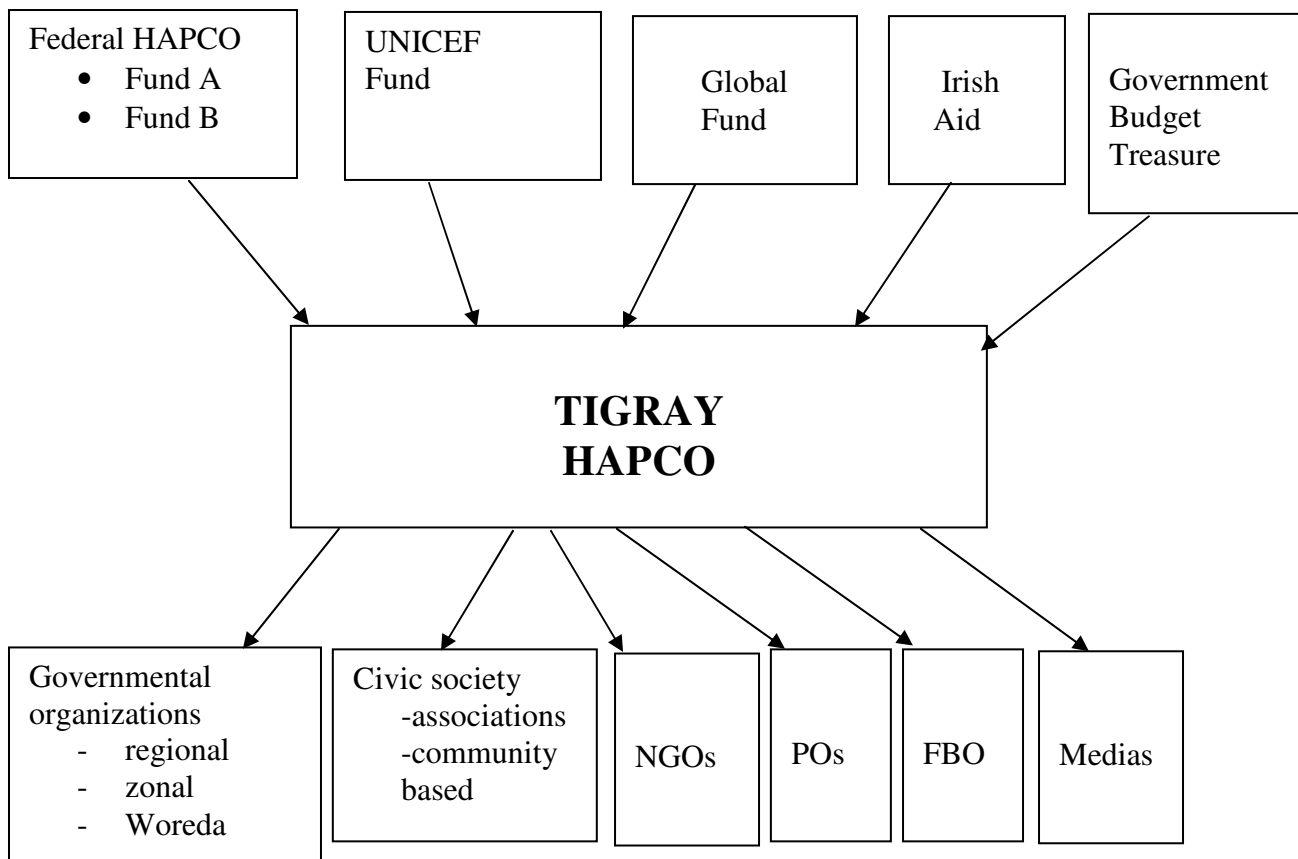 Federal HAPCO
• Fund A
• Fund B
UNICEF
Fund
Global
Fund
Irish
Aid
Government
Budget
Treasure
TIGRAY
HAPCO
Governmental
organizations
- regional
- zonal
- Woreda
Civic society
-associations
-community
based
NGOs
POs
FBO
Medias